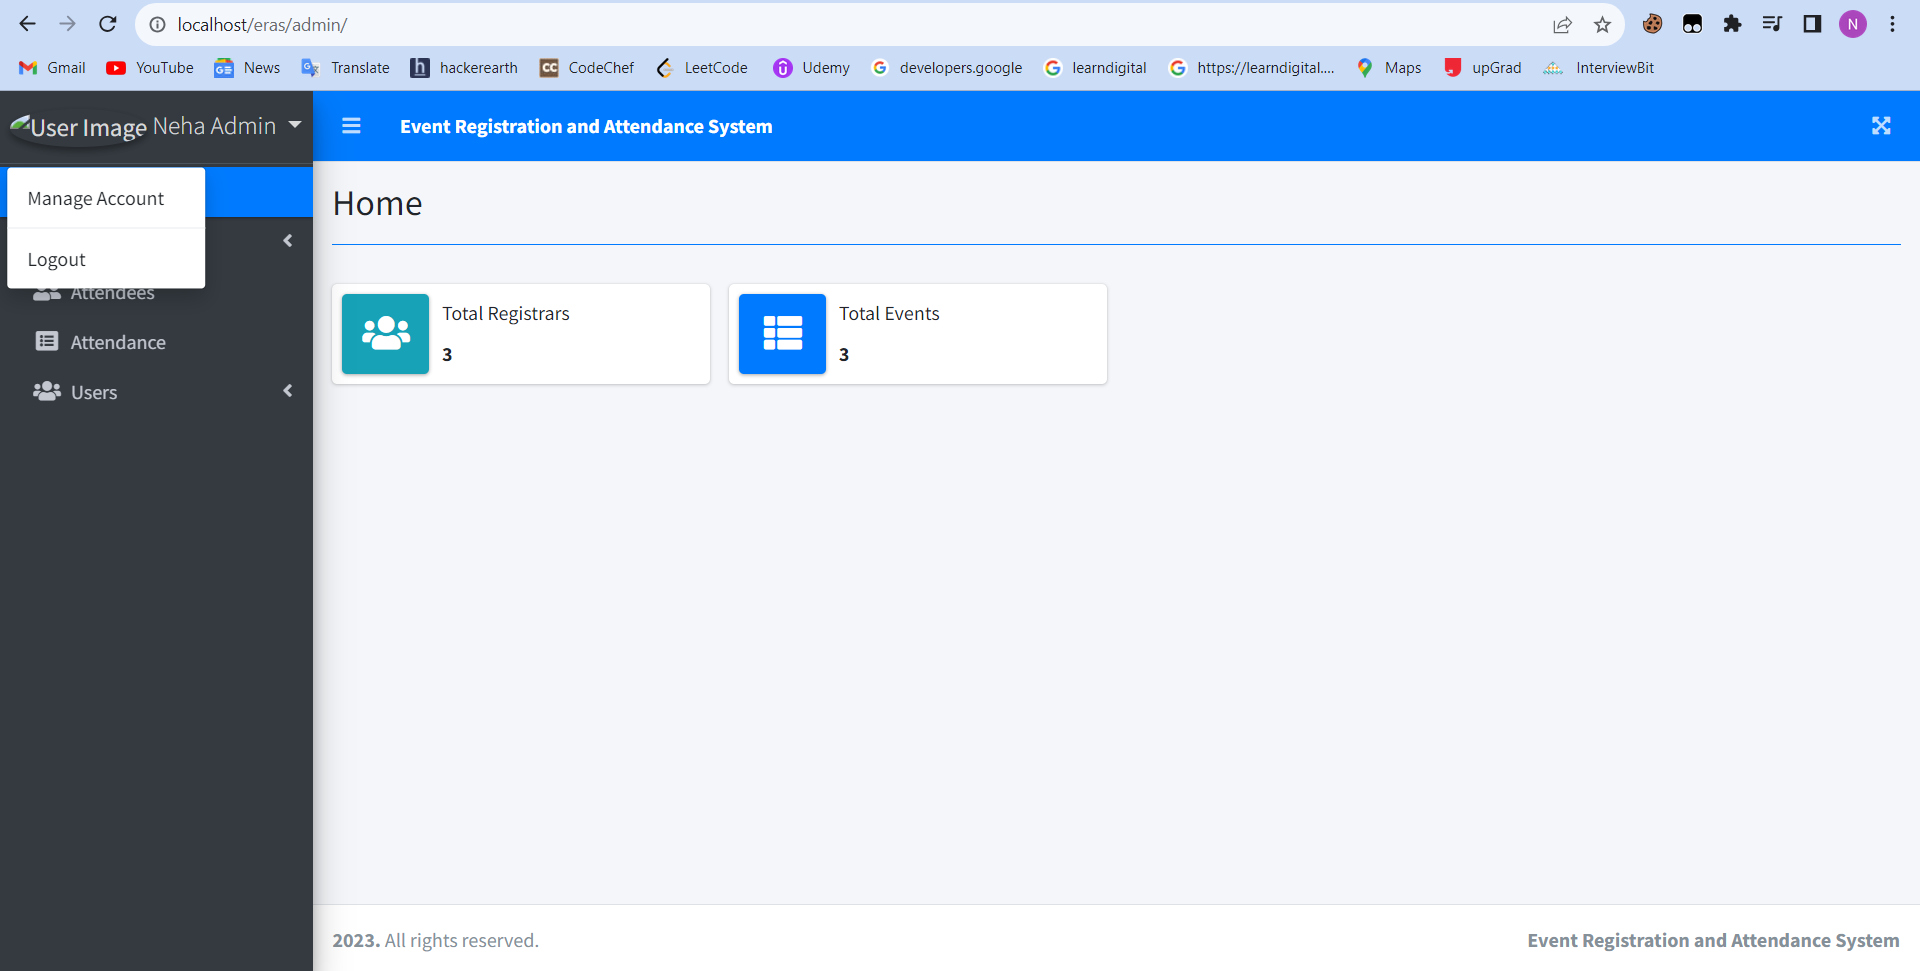 localhost/eras/admin/
N
Gmail YouTube News Translate hackerearth CodeChef LeetCode Udemy developers.google learndigital https://learndigital.... Maps upGrad InterviewBit
User Image Neha Admin
Event Registration and Attendance System
Manage Account
Logout
Attendees
Attendance
Users
Home
Total Registrars
3
Total Events
3
2023. All rights reserved.
Event Registration and Attendance System